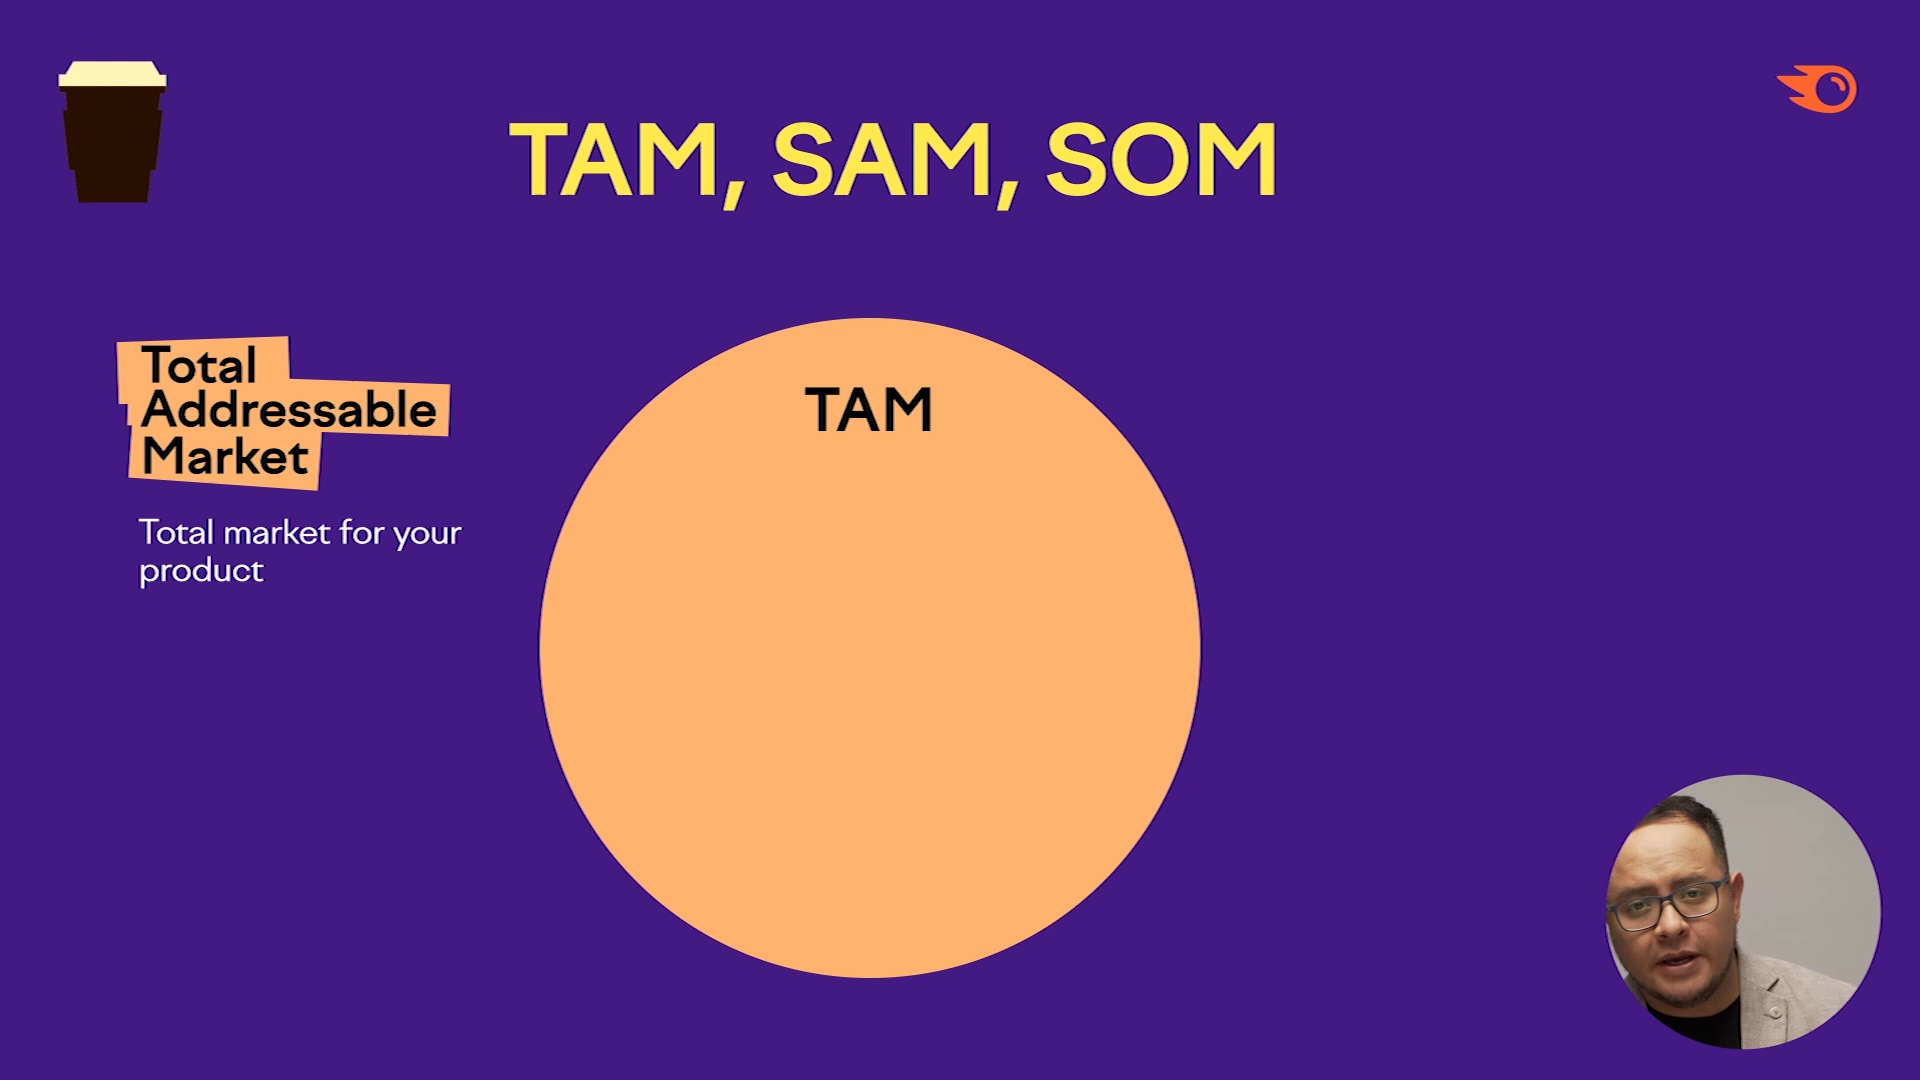 TAM, SAM, SOM
Total
Addressable
Market
Total market for your
product
TAM